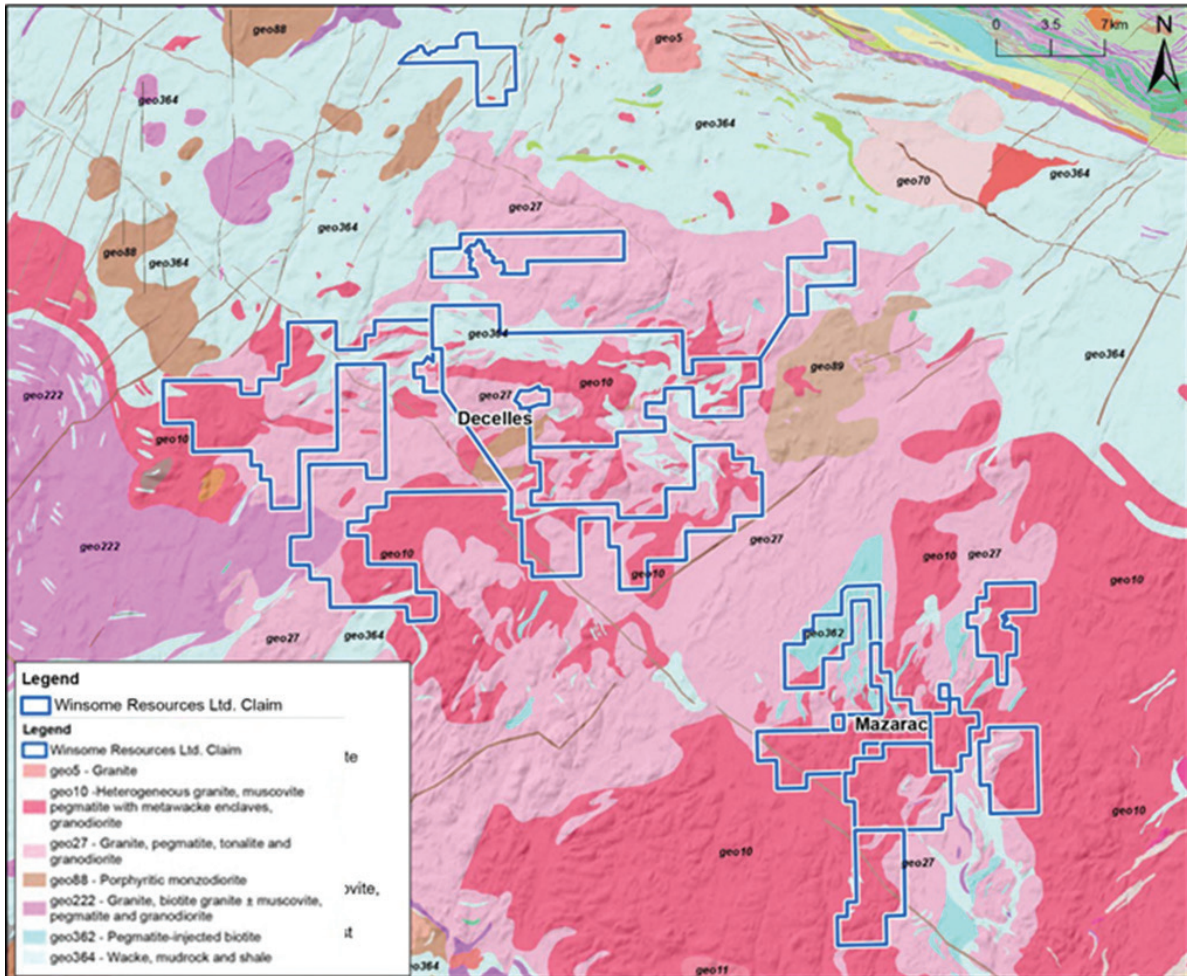 geo88
geo5
0 3.5 7km
N
geo364
geo364
geo364
geo70
geo27
geo364
geo88
geo364
geo364
geo364
geo89
geo222
geo27
geo10
Decelles
geo10
geo222
geo10
geo27
geo10
geo10
geo27
geo10
geo362
geo27
geo364
Mazarac
geo10
geo10
geo27
geo364
geo11
Legend
Winsome Resources Ltd. Claim
Legend
Winsome Resources Ltd. Claim
geo5 - Granite
te
geo10 -Heterogeneous granite, muscovite
pegmatite with metawacke enclaves,
granodiorite
geo27 - Granite, pegmatite, tonalite and
granodiorite
geo88 - Porphyritic monzodiorite
ovite,
geo222 - Granite, biotite granite ± muscovite,
pegmatite and granodiorite
st
geo362 - Pegmatite-injected biotite
geo364 - Wacke, mudrock and shale